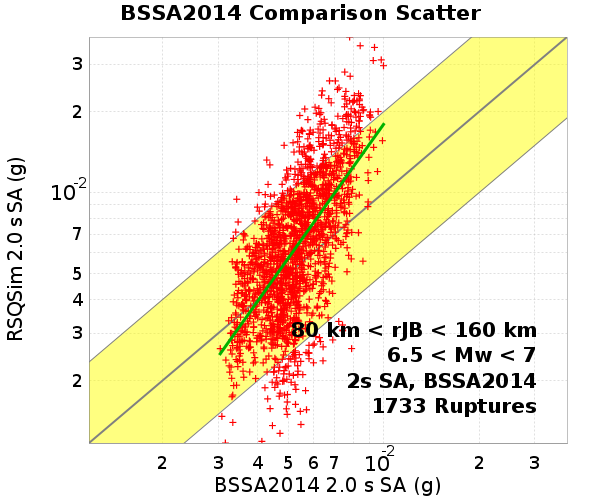 BSSA2014 Comparison Scatter
RSQSim 2.0 s SA (g)
3
2
10-2
7
5
4
3
2
80 km < rJB < 160 km
6.5 < Mw < 7
2s SA, BSSA2014
1733 Ruptures
2 3 4 5 6 7 10-2 2 3
BSSA2014 2.0 s SA (g)